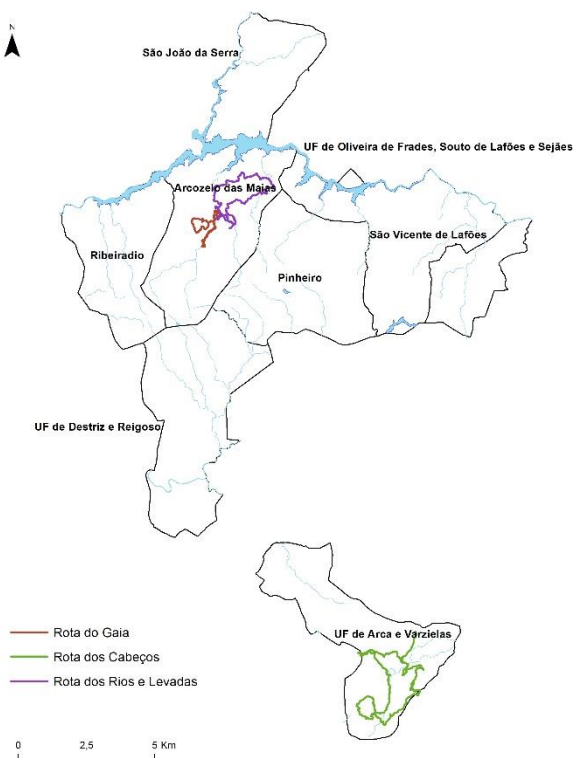 N
São João da Serra
UF de Oliveira de Frades, Souto de Lafões e Sejães
Arcozelo das Maias
São Vicente de Lafões
Ribeiradio
Pinheiro
UF de Destriz e Reigoso
UF de Arca e Varzielas
Rota do Gaia
Rota dos Cabeços
Rota dos Rios e Levadas
0 2,5 5 Km